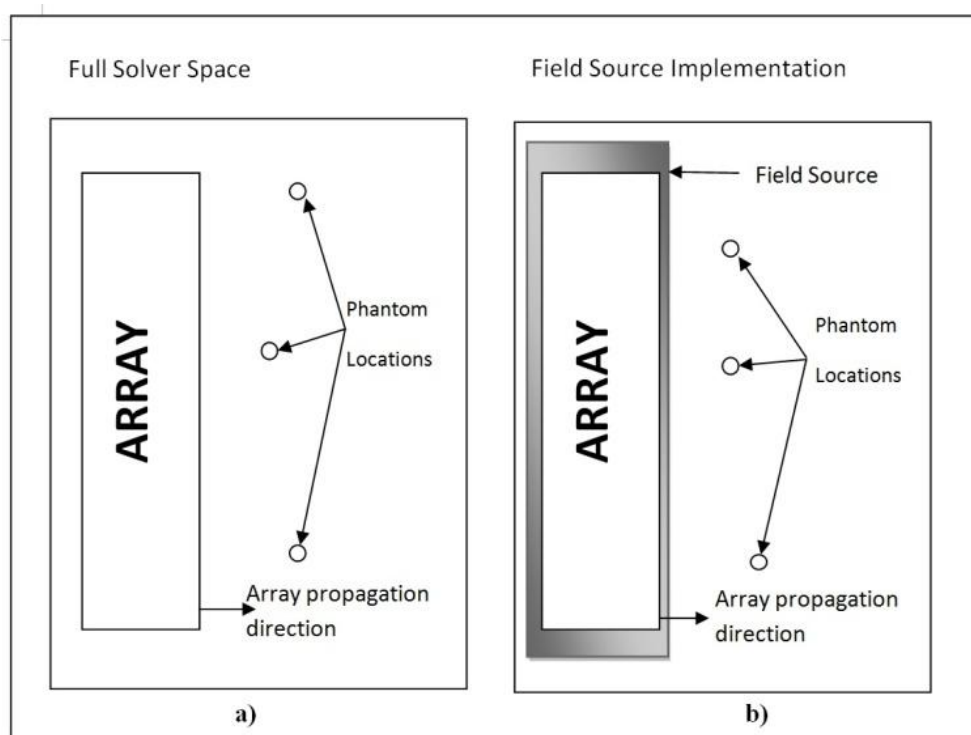 Full Solver Space
ARRAY
Phantom
Locations
Array propagation
direction
a)
Field Source Implementation
Field Source
ARRAY
Phantom
Locations
Array propagation
direction
b)